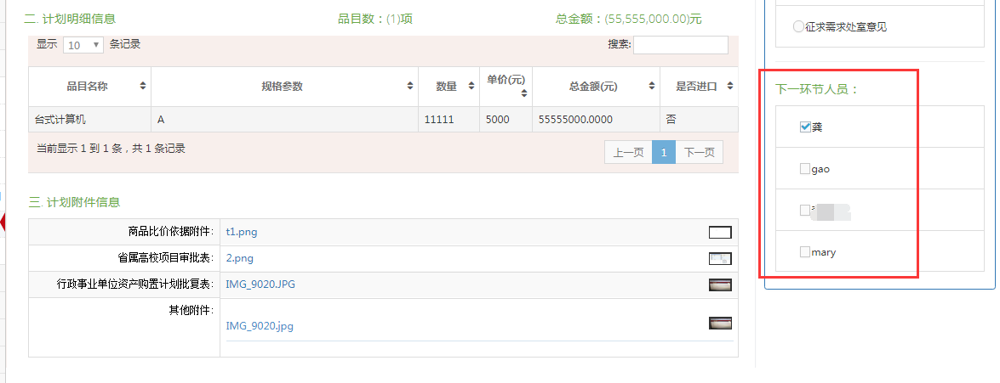 二. 计划明细信息 品目数：(1)项 总金额：(55,555,000.00)元
显示 10 条记录 搜索:
品目名称 规格参数 数量 单价(元) 总金额(元) 是否进口
台式计算机 A 11111 5000 55555000.0000 否
当前显示 1 到 1 条，共 1 条记录 上一页 1 下一页
三. 计划附件信息
商品比价依据附件: t1.png
省属高校项目审批表: 2.png
行政事业单位资产购置计划批复表: IMG_9020.JPG
其他附件:
IMG_9020.jpg
征求需求处室意见
下一环节人员：
龚
gao
mary